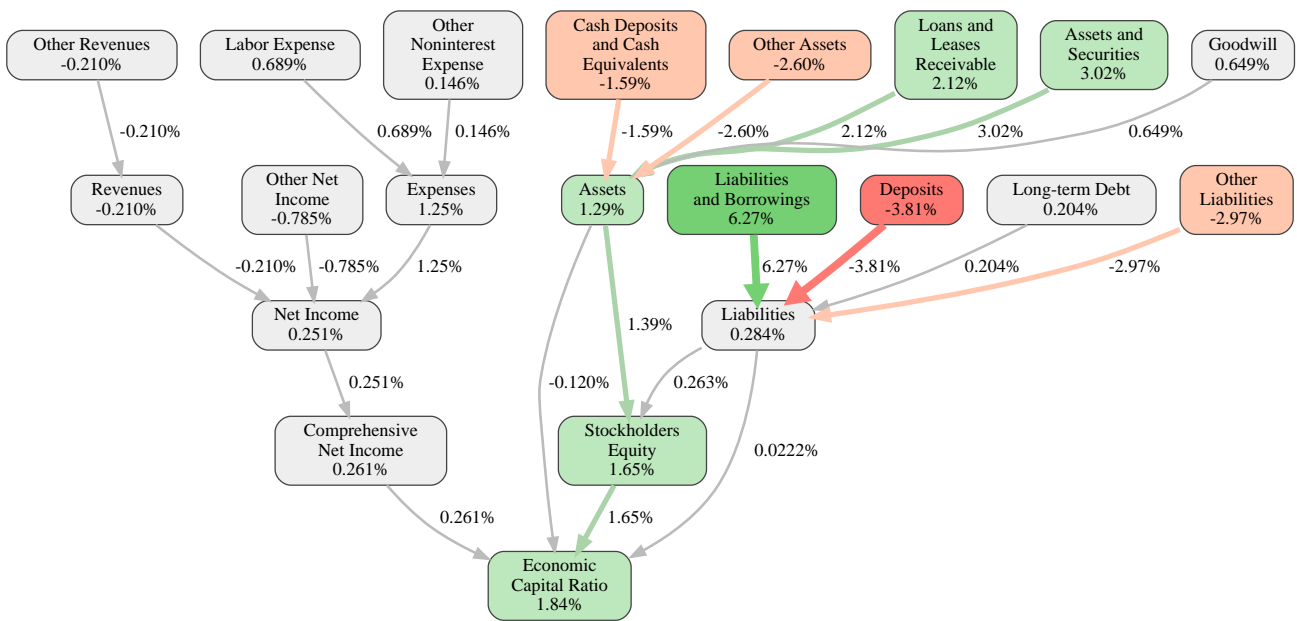 Other Revenues
-0.210%
Labor Expense
0.689%
Other
Noninterest
Expense
0.146%
Cash Deposits
and Cash
Equivalents
-1.59%
Other Assets
-2.60%
Loans and
Leases
Receivable
2.12%
Assets and
Securities
3.02%
Goodwill
0.649%
-0.210%
0.689%
0.146%
-1.59%
-2.60%
2.12%
3.02%
0.649%
Revenues
-0.210%
Other Net
Income
-0.785%
Expenses
1.25%
Assets
1.29%
Liabilities
and Borrowings
6.27%
Deposits
-3.81%
Long-term Debt
0.204%
Other
Liabilities
-2.97%
-0.210%
-0.785%
1.25%
6.27%
-3.81%
0.204%
-2.97%
Net Income
0.251%
1.39%
Liabilities
0.284%
0.251%
-0.120%
0.263%
Comprehensive
Net Income
0.261%
Stockholders
Equity
1.65%
0.0222%
0.261%
1.65%
Economic
Capital Ratio
1.84%